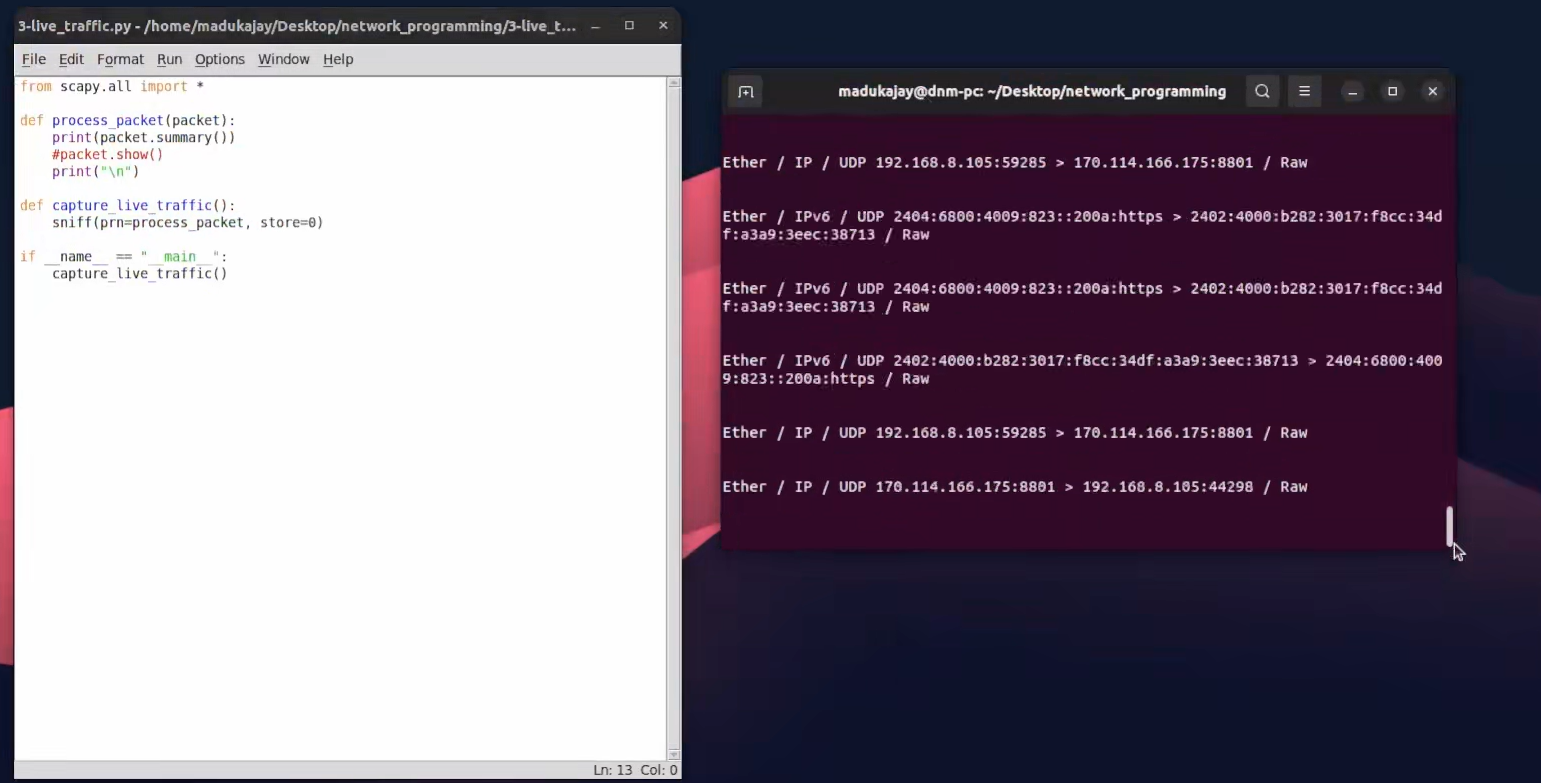 3-live_traffic.py - /home/madukajay/Desktop/network_programming/3-live_t...
File Edit Format Run Options Window Help
from scapy.all import *
def process_packet(packet):
    print(packet.summary())
    #packet.show()
    print("\n")
def capture_live_traffic():
    sniff(prn=process_packet, store=0)
if __name__ == "__main__":
    capture_live_traffic()
Ln: 13 Col: 0
madukajay@dnm-pc: ~/Desktop/network_programming
Ether / IP / UDP 192.168.8.105:59285 > 170.114.166.175:8801 / Raw
Ether / IPv6 / UDP 2404:6800:4009:823::200a:https > 2402:4000:b282:3017:f8cc:34d
f:a3a9:3eec:38713 / Raw
Ether / IPv6 / UDP 2404:6800:4009:823::200a:https > 2402:4000:b282:3017:f8cc:34d
f:a3a9:3eec:38713 / Raw
Ether / IPv6 / UDP 2402:4000:b282:3017:f8cc:34df:a3a9:3eec:38713 > 2404:6800:400
9:823::200a:https / Raw
Ether / IP / UDP 192.168.8.105:59285 > 170.114.166.175:8801 / Raw
Ether / IP / UDP 170.114.166.175:8801 > 192.168.8.105:44298 / Raw